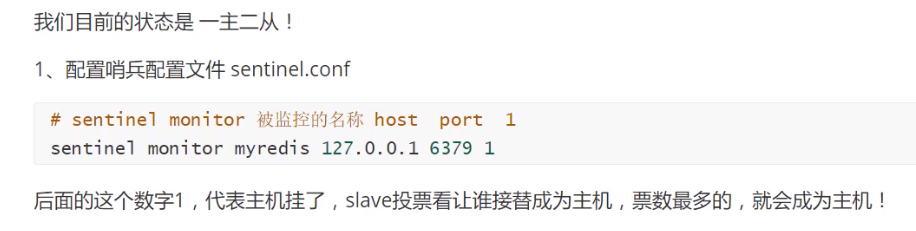 我们目前的状态是 一主二从！
1、配置哨兵配置文件 sentinel.conf
# sentinel monitor 被监控的名称 host  port  1
sentinel monitor myredis 127.0.0.1 6379 1
后面的这个数字1，代表主机挂了，slave投票看让谁接替成为主机，票数最多的，就会成为主机！